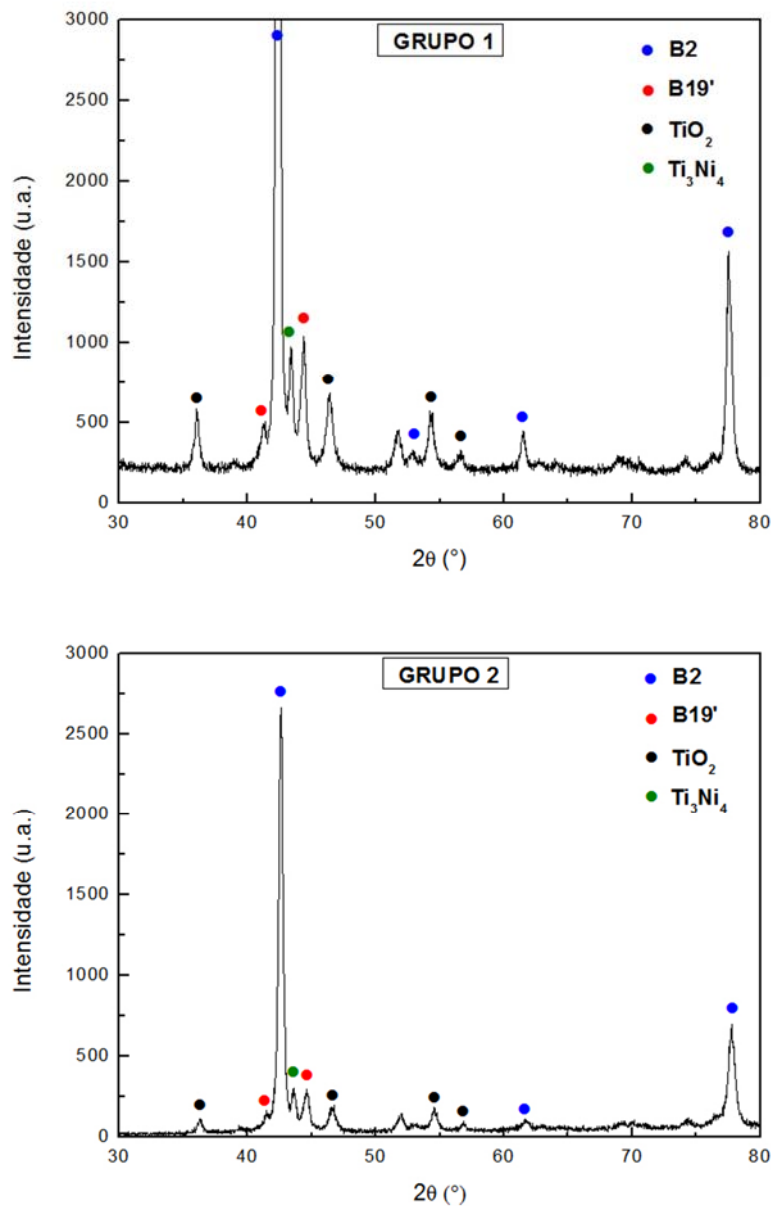 GRUPO 1
B2
B19'
TiO₂
Ti₃Ni₄
Intensidade (u.a.)
3000
2500
2000
1500
1000
500
0
30 40 50 60 70 80
2θ (°)
GRUPO 2
B2
B19'
TiO₂
Ti₃Ni₄
Intensidade (u.a.)
3000
2500
2000
1500
1000
500
0
30 40 50 60 70 80
2θ (°)